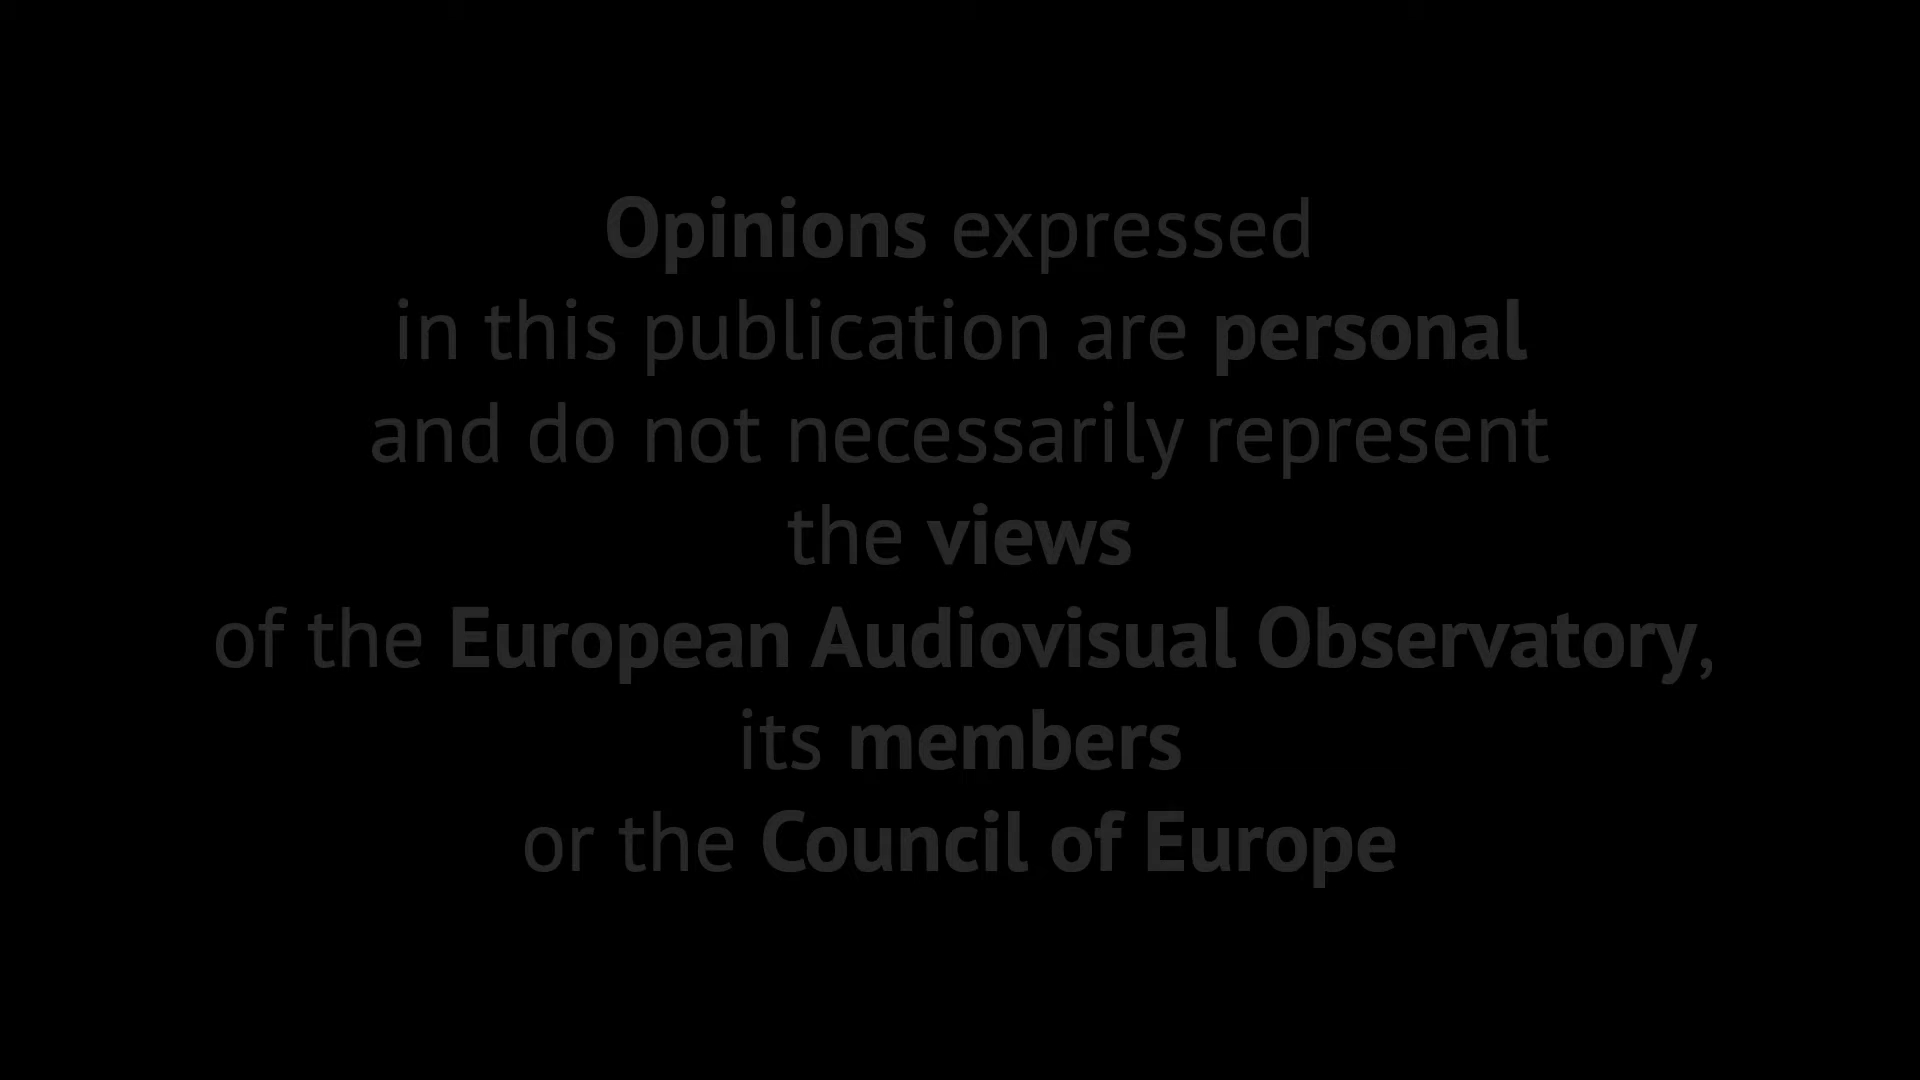 Opinions expressed
in this publication are personal
and do not necessarily represent
the views
of the European Audiovisual Observatory,
its members
or the Council of Europe